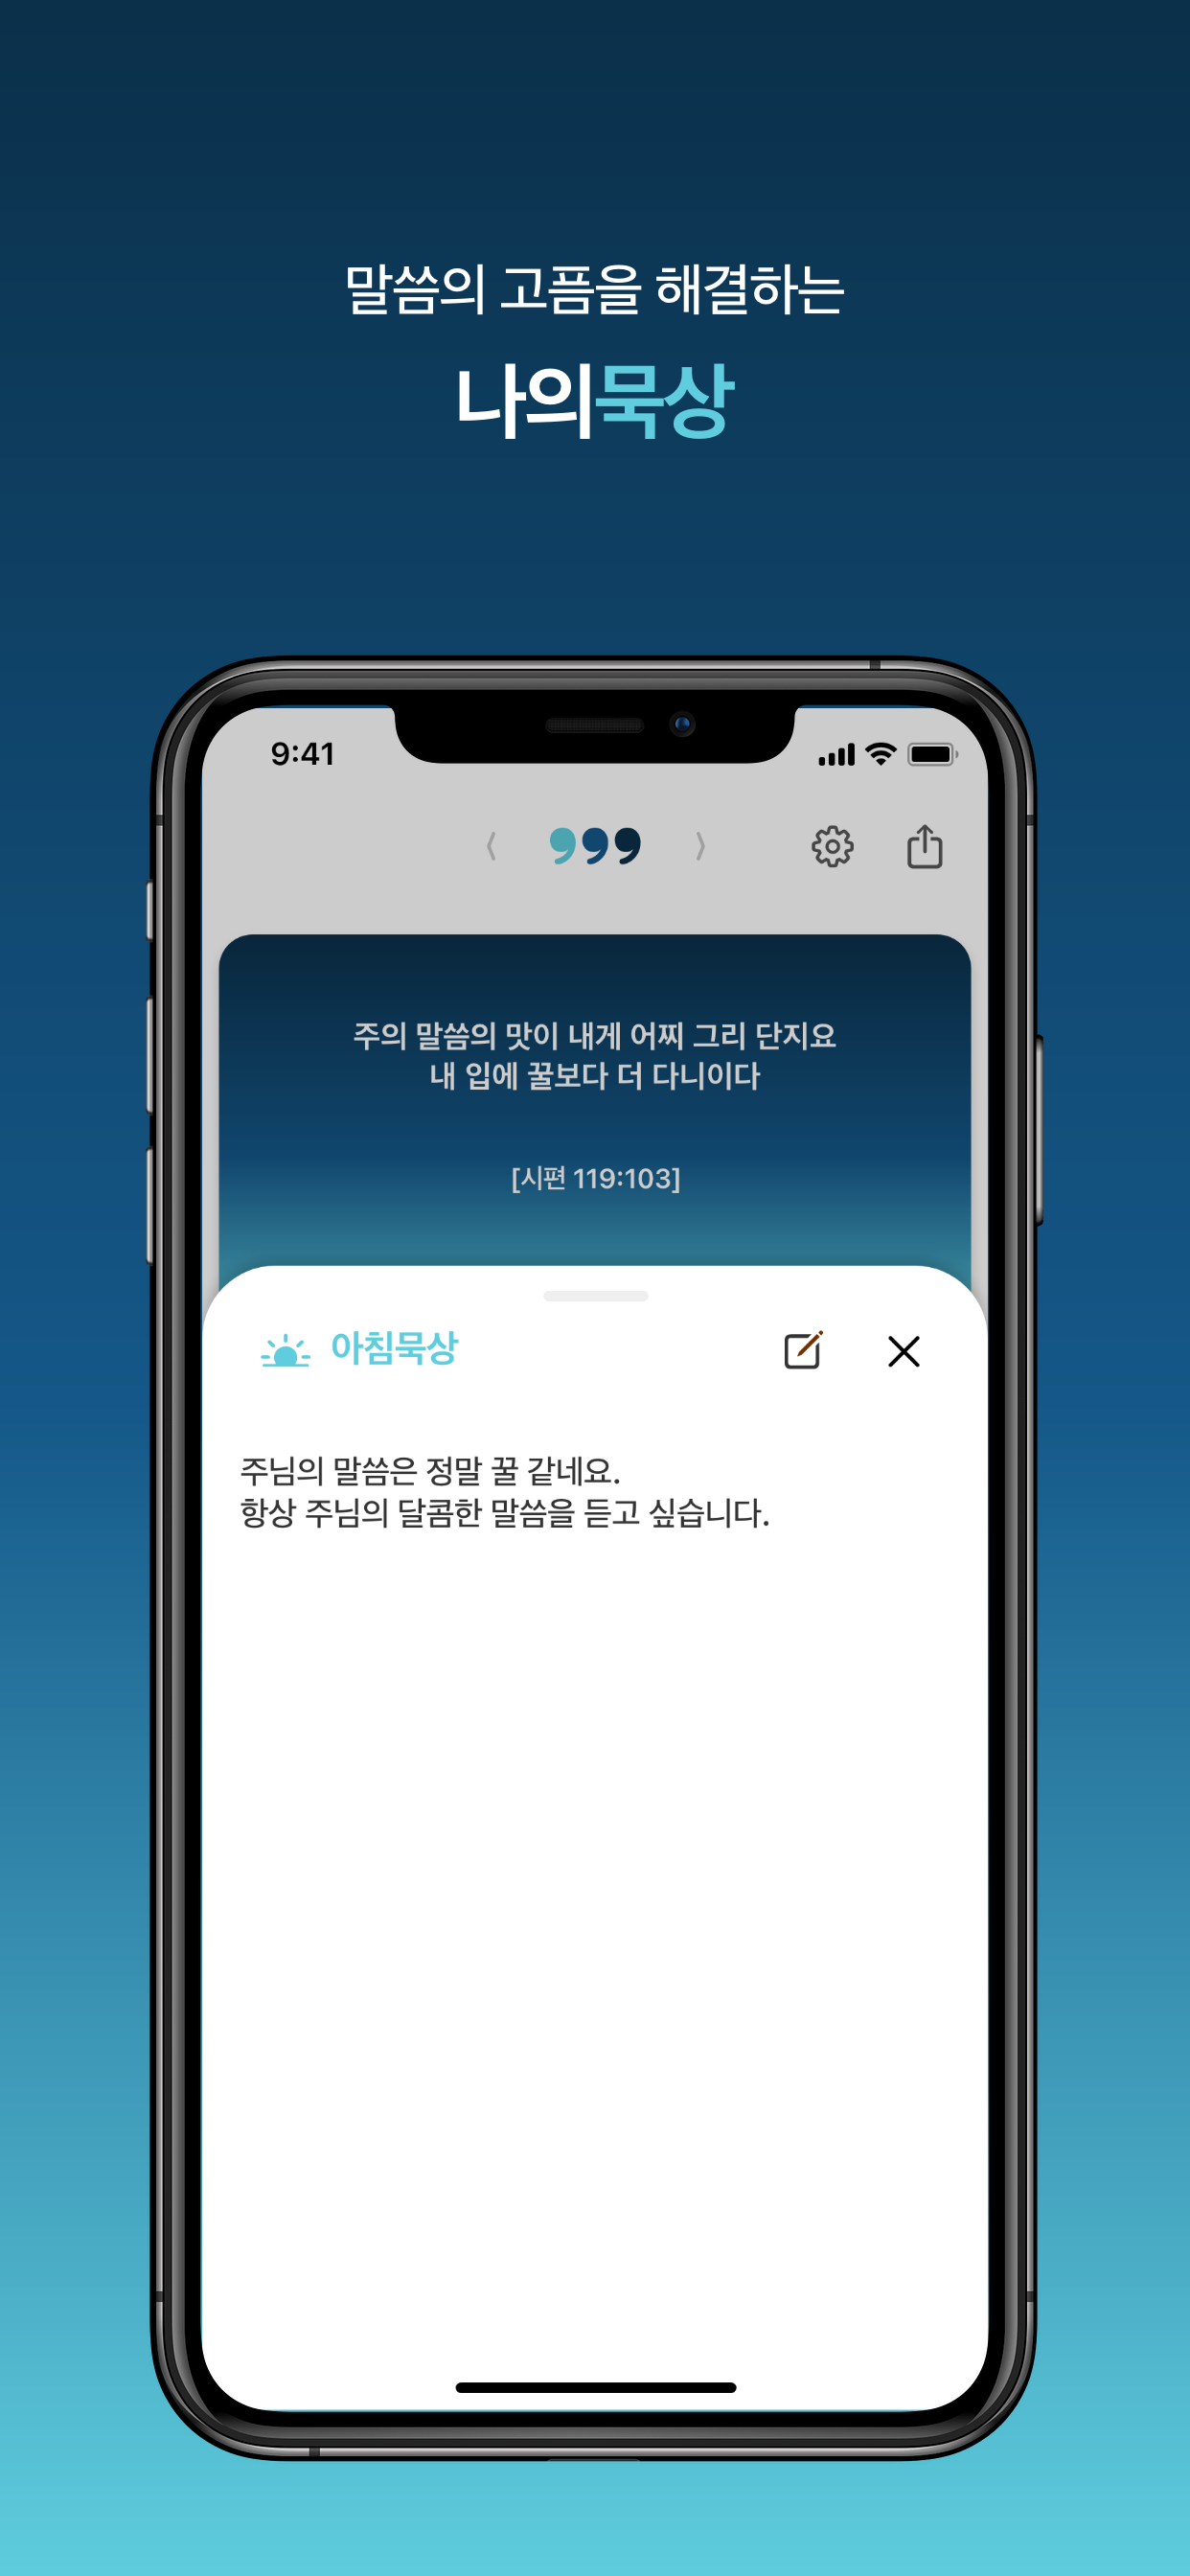 말씀의 고픔을 해결하는
나의묵상
9:41
주의 말씀의 맛이 내게 어찌 그리 단지요
내 입에 꿀보다 더 다니이다
[시편 119:103]
아침묵상
주님의 말씀은 정말 꿀 같네요.
항상 주님의 달콤한 말씀을 듣고 싶습니다.